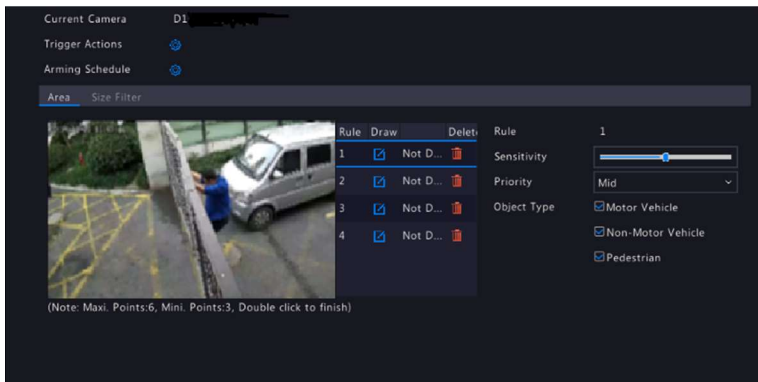 Current Camera D1
Trigger Actions
Arming Schedule
Area Size Filter
Rule Draw Delete
1 Not D...
2 Not D...
3 Not D...
4 Not D...
Rule 1
Sensitivity
Priority Mid
Object Type Motor Vehicle
Non-Motor Vehicle
Pedestrian
(Note: Maxi. Points:6, Mini. Points:3, Double click to finish)